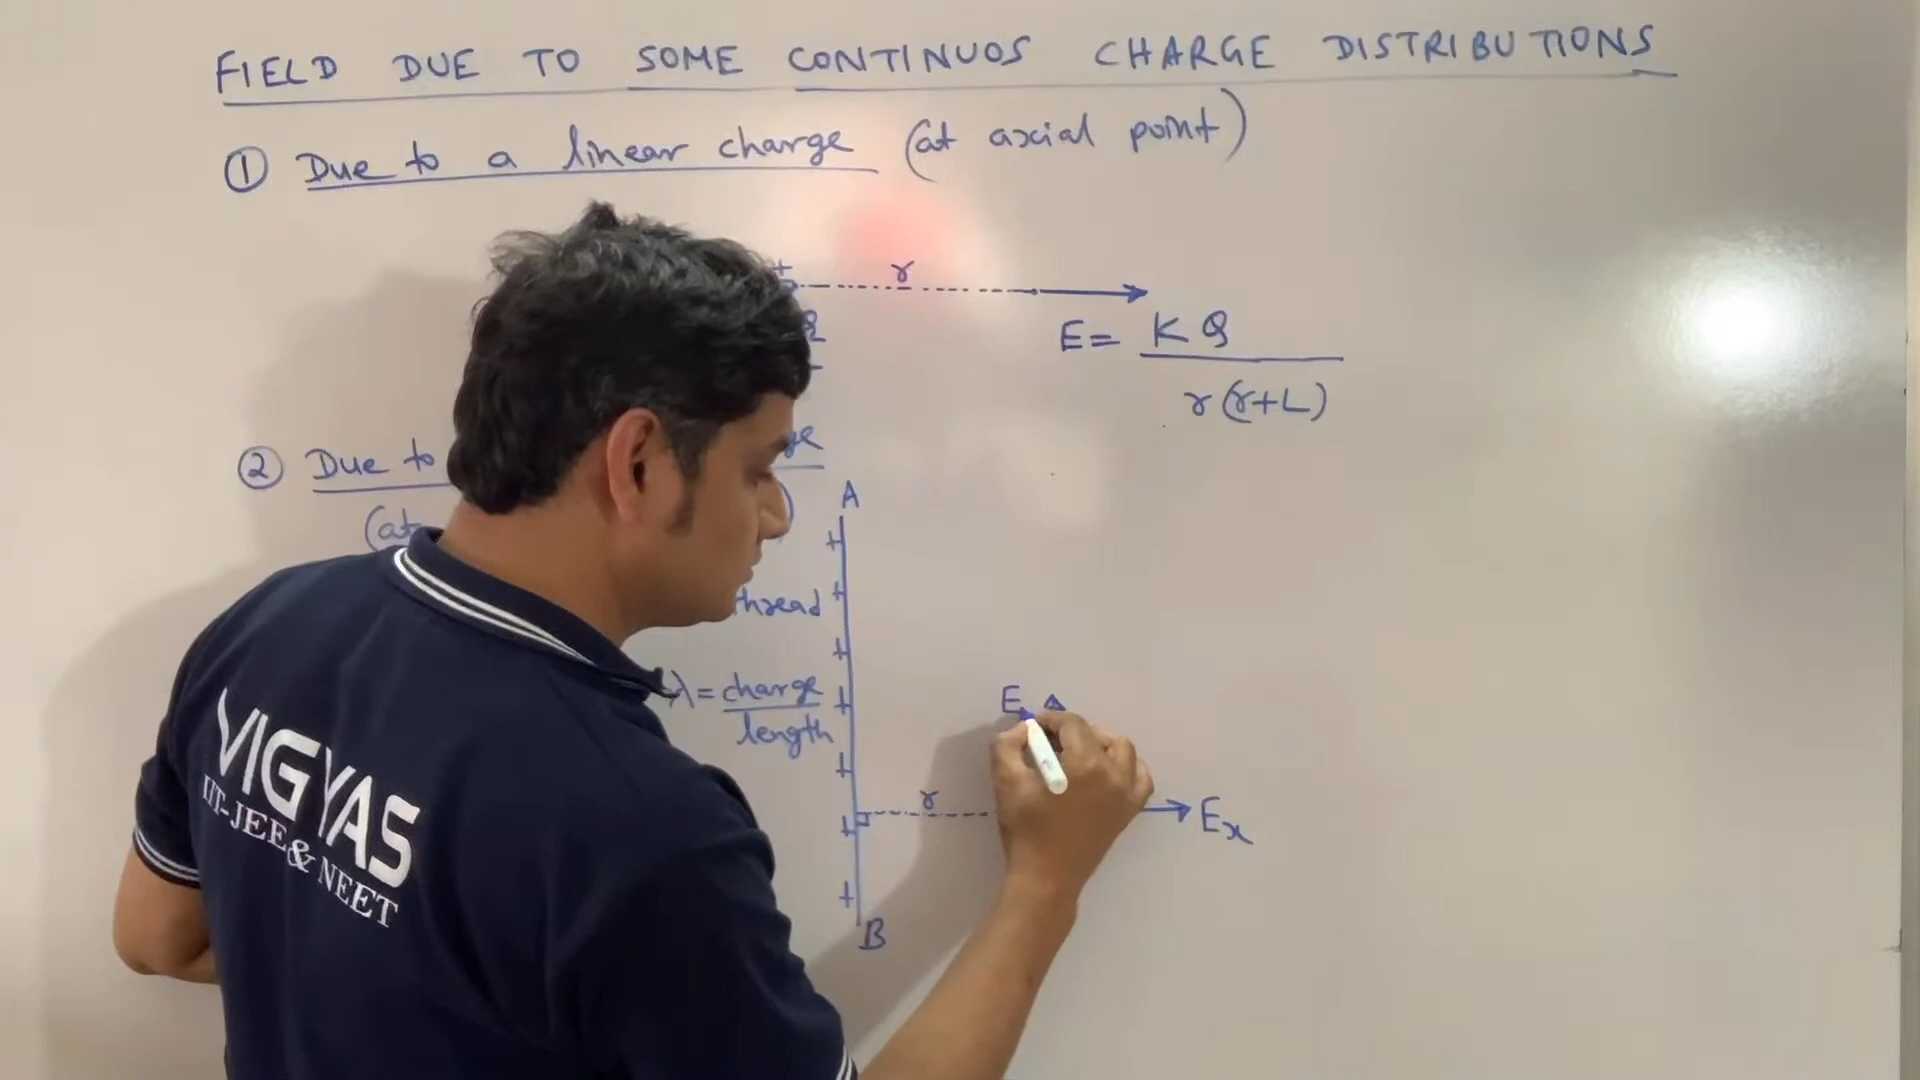 FIELD DUE TO SOME CONTINUOS CHARGE DISTRIBUTIONS
① Due to a linear charge (at axial point)
+ r
E = KQ
r(r+L)
② Due to
(at
A
+
+
thread
+
λ = charge
length
+
+
E
r
Ex
+
+
B
VIGYAS
IIT-JEE & NEET